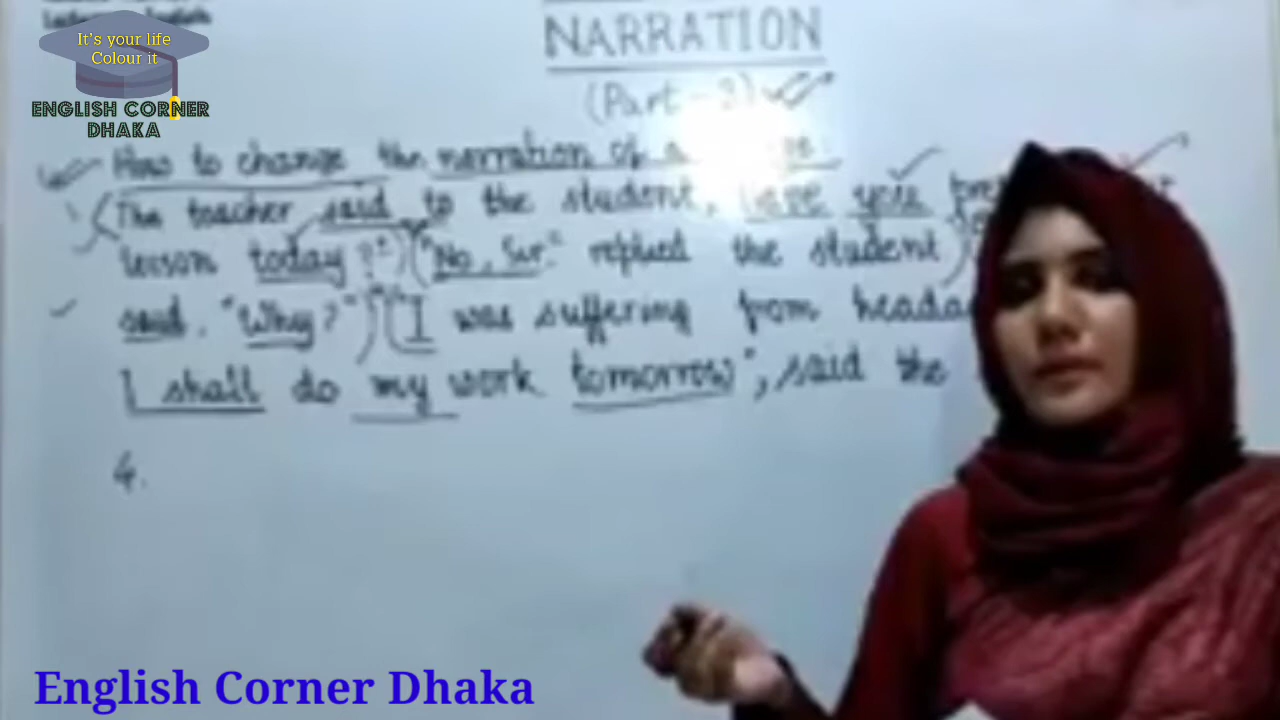 It's your life
Colour it
ENGLISH CORNER
DHAKA
NARRATION
(Part - 2)
How to change the narration of a
The teacher said to the student, "Have you
lesson today?" "No, Sir." replied the student
said. "Why?" "I was suffering from
I shall do my work tomorrow", said the
4.
English Corner Dhaka